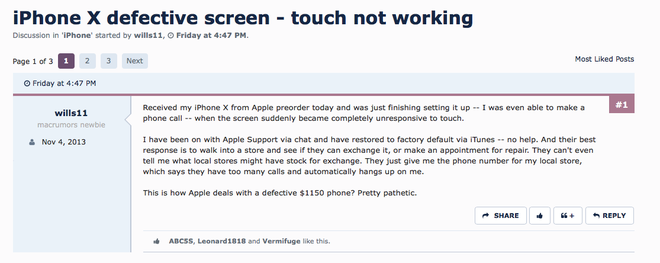 iPhone X defective screen - touch not working
Discussion in 'iPhone' started by wills11, Friday at 4:47 PM.
Page 1 of 3 1 2 3 Next
Most Liked Posts
Friday at 4:47 PM
wills11
macrumors newbie
Nov 4, 2013
#1
Received my iPhone X from Apple preorder today and was just finishing setting it up -- I was even able to make a
phone call -- when the screen suddenly became completely unresponsive to touch.
I have been on with Apple Support via chat and have restored to factory default via iTunes -- no help. And their best
response is to walk into a store and see if they can exchange it, or make an appointment for repair. They can't even
tell me what local stores might have stock for exchange. They just give me the phone number for my local store,
which says they have too many calls and automatically hangs up on me.
This is how Apple deals with a defective $1150 phone? Pretty pathetic.
SHARE
+
REPLY
ABC5S, Leonard1818 and Vermifuge like this.